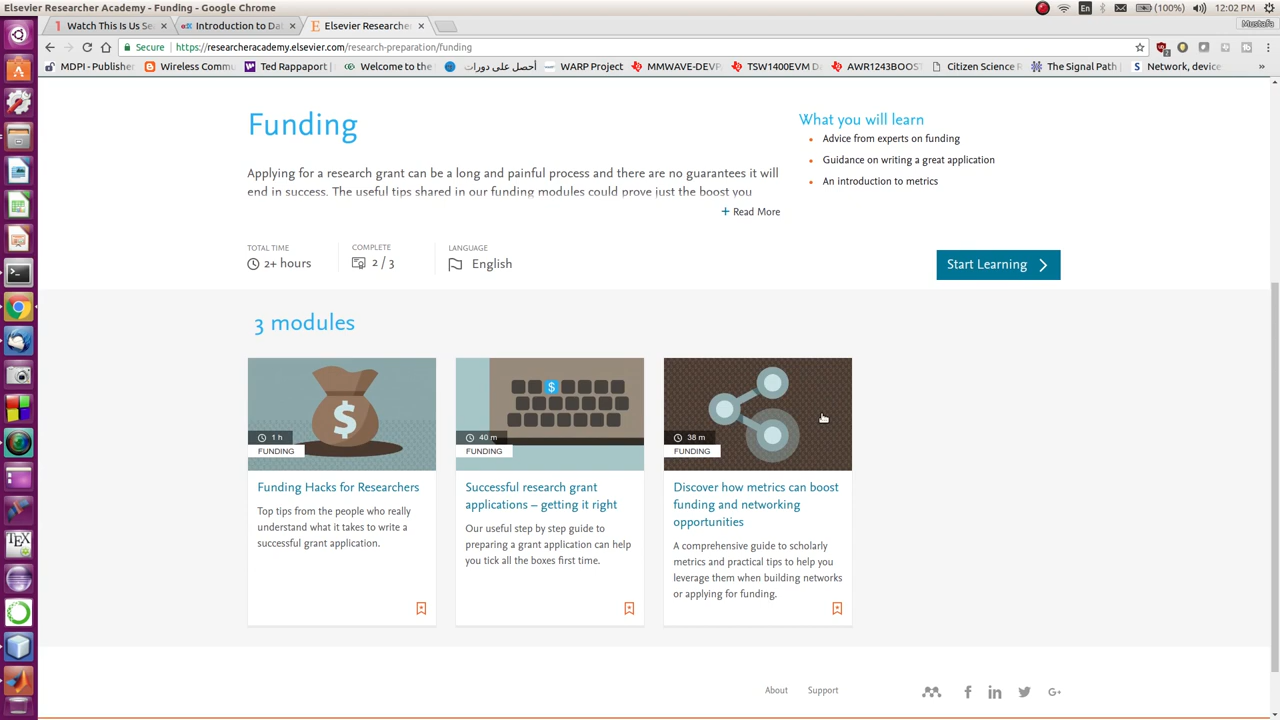 Elsevier Researcher Academy - Funding - Google Chrome
En
(100%)
12:02 PM
Watch This Is Us Se
Introduction to Dal
Elsevier Researcher
Mustafa
Secure
https://researcheracademy.elsevier.com/research-preparation/funding
MDPI - Publisher
Wireless Commu
Ted Rappaport
Welcome to the
أحصل على دورات
WARP Project
MMWAVE-DEVP
TSW1400EVM D
AWR1243BOOST
Citizen Science R
The Signal Path |
Network, device
»
Funding
Applying for a research grant can be a long and painful process and there are no guarantees it will
end in success. The useful tips shared in our funding modules could prove just the boost you
+ Read More
What you will learn
Advice from experts on funding
Guidance on writing a great application
An introduction to metrics
TOTAL TIME
2+ hours
COMPLETE
2 / 3
LANGUAGE
English
Start Learning
3 modules
$
1 h
FUNDING
Funding Hacks for Researchers
Top tips from the people who really
understand what it takes to write a
successful grant application.
$
40 m
FUNDING
Successful research grant
applications – getting it right
Our useful step by step guide to
preparing a grant application can help
you tick all the boxes first time.
38 m
FUNDING
Discover how metrics can boost
funding and networking
opportunities
A comprehensive guide to scholarly
metrics and practical tips to help you
leverage them when building networks
or applying for funding.
About
Support
G+
TEX